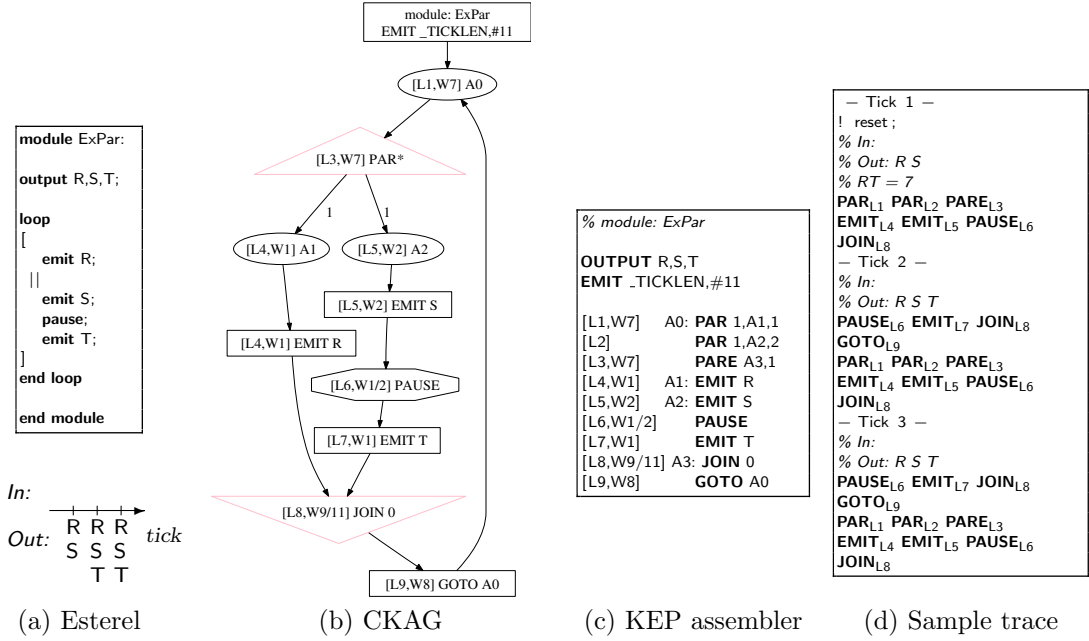 module ExPar:
output R,S,T;
loop
[
emit R;
||
emit S;
pause;
emit T;
]
end loop
end module
In:
Out:
R R R
S S S
T T
tick
(a) Esterel
module: ExPar
EMIT _TICKLEN,#11
[L1,W7] A0
[L3,W7] PAR*
1 1
[L4,W1] A1
[L5,W2] A2
[L5,W2] EMIT S
[L4,W1] EMIT R
[L6,W1/2] PAUSE
[L7,W1] EMIT T
[L8,W9/11] JOIN 0
[L9,W8] GOTO A0
(b) CKAG
% module: ExPar
OUTPUT R,S,T
EMIT _TICKLEN,#11
[L1,W7] A0: PAR 1,A1,1
[L2] PAR 1,A2,2
[L3,W7] PARE A3,1
[L4,W1] A1: EMIT R
[L5,W2] A2: EMIT S
[L6,W1/2] PAUSE
[L7,W1] EMIT T
[L8,W9/11] A3: JOIN 0
[L9,W8] GOTO A0
(c) KEP assembler
– Tick 1 –
! reset;
% In:
% Out: R S
% RT = 7
PARL1 PARL2 PAREL3
EMITL4 EMITL5 PAUSEL6
JOINL8
– Tick 2 –
% In:
% Out: R S T
PAUSEL6 EMITL7 JOINL8
GOTOL9
PARL1 PARL2 PAREL3
EMITL4 EMITL5 PAUSEL6
JOINL8
– Tick 3 –
% In:
% Out: R S T
PAUSEL6 EMITL7 JOINL8
GOTOL9
PARL1 PARL2 PAREL3
EMITL4 EMITL5 PAUSEL6
JOINL8
(d) Sample trace